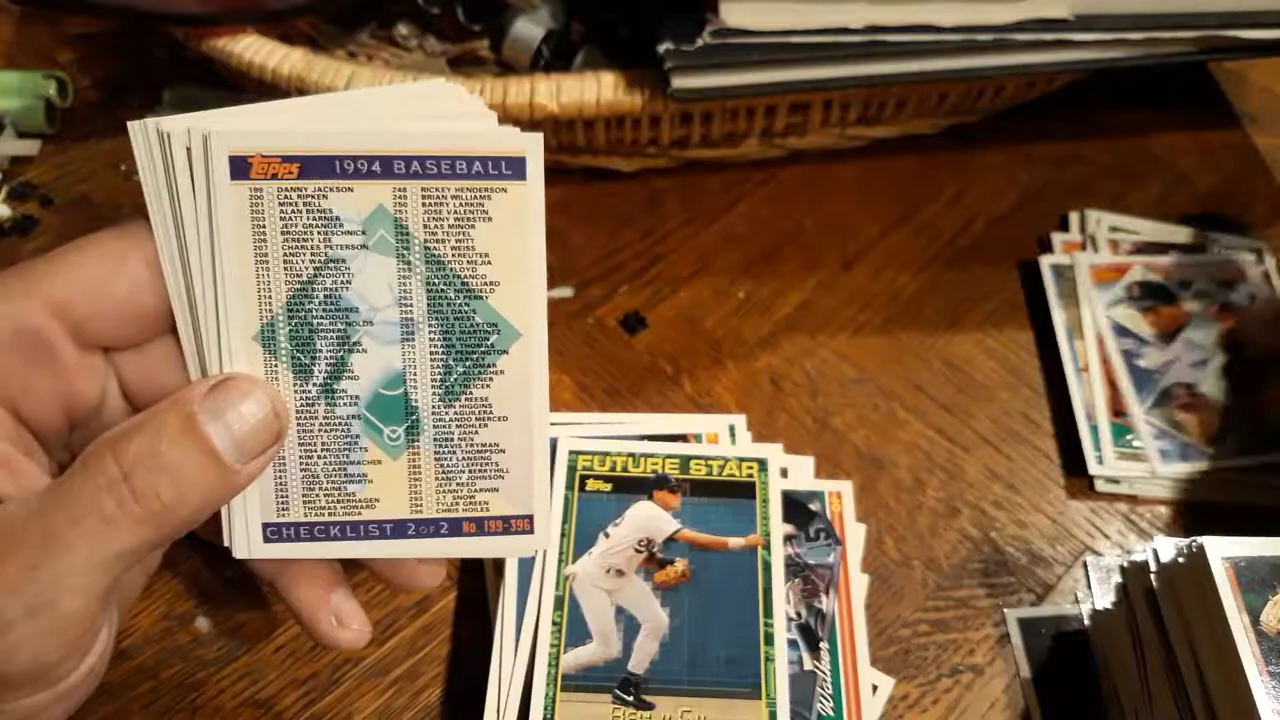 Topps 1994 BASEBALL
199 DANNY JACKSON
200 CAL RIPKEN
201 MIKE BELL
202 ALAN BENES
203 MATT FARNER
204 JEFF GRANGER
205 BROOKS KIESCHNICK
206 JEREMY LEE
207 CHARLES PETERSON
208 ANDY RICE
209 BILLY WAGNER
210 KELLY WUNSCH
211 TOM CANDIOTTI
212 DOMINGO JEAN
213 JOHN BURKETT
214 GEORGE BELL
215 DAN PLESAC
216 MANNY RAMIREZ
217 MIKE MADDUX
218 KEVIN McREYNOLDS
219 PAT BORDERS
220 DOUG DRABEK
221 LARRY LUEBBERS
222 TREVOR HOFFMAN
223 PAT MEARES
224 DANNY MICELI
225 GREG VAUGHN
226 SCOTT HEMOND
PAT RAPP
KIRK GIBSON
LANCE PAINTER
LARRY WALKER
BENJI GIL
MARK WOHLERS
RICH AMARAL
ERIK PAPPAS
SCOTT COOPER
MIKE BUTCHER
1994 PROSPECTS
238 KIM BATISTE
239 PAUL ASSENMACHER
240 WILL CLARK
241 JOSE OFFERMAN
242 TODD FROHWIRTH
243 TIM RAINES
244 RICK WILKINS
245 BRET SABERHAGEN
246 THOMAS HOWARD
247 STAN BELINDA
248 RICKEY HENDERSON
249 BRIAN WILLIAMS
250 BARRY LARKIN
251 JOSE VALENTIN
252 LENNY WEBSTER
253 BLAS MINOR
254 TIM TEUFEL
255 BOBBY WITT
256 WALT WEISS
257 CHAD KREUTER
258 ROBERTO MEJIA
259 CLIFF FLOYD
260 JULIO FRANCO
261 RAFAEL BELLIARD
262 MARC NEWFIELD
263 GERALD PERRY
264 KEN RYAN
265 CHILI DAVIS
266 DAVE WEST
267 ROYCE CLAYTON
268 PEDRO MARTINEZ
269 MARK HUTTON
270 FRANK THOMAS
271 BRAD PENNINGTON
272 MIKE HARKEY
273 SANDY ALOMAR
274 DAVE GALLAGHER
275 WALLY JOYNER
276 RICKY TRLICEK
277 AL OSUNA
278 CALVIN REESE
279 KEVIN HIGGINS
280 RICK AGUILERA
281 ORLANDO MERCED
282 MIKE MOHLER
283 JOHN JAHA
284 ROBB NEN
285 TRAVIS FRYMAN
286 MARK THOMPSON
287 MIKE LANSING
288 CRAIG LEFFERTS
289 DAMON BERRYHILL
290 RANDY JOHNSON
291 JEFF REED
292 DANNY DARWIN
293 J.T. SNOW
294 TYLER GREEN
295 CHRIS HOILES
CHECKLIST 2 OF 2 No. 199-396
FUTURE STAR
Topps
Walker